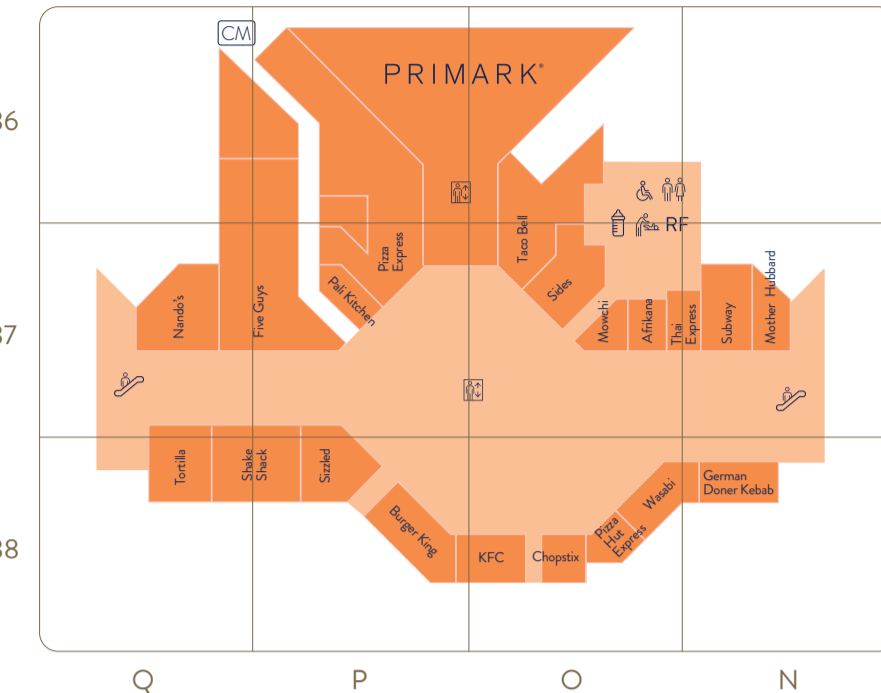 CM
PRIMARK®
36
RF
Taco Bell
Pizza
Express
Pali Kitchen
Sides
Nando's
Five Guys
Mowchi
Afrikana
Thai
Express
Subway
Mother Hubbard
37
Tortilla
Shake
Shack
Sizzled
Burger King
KFC
Chopstix
Pizza
Hut
Express
Wasabi
German
Doner Kebab
38
Q
P
O
N